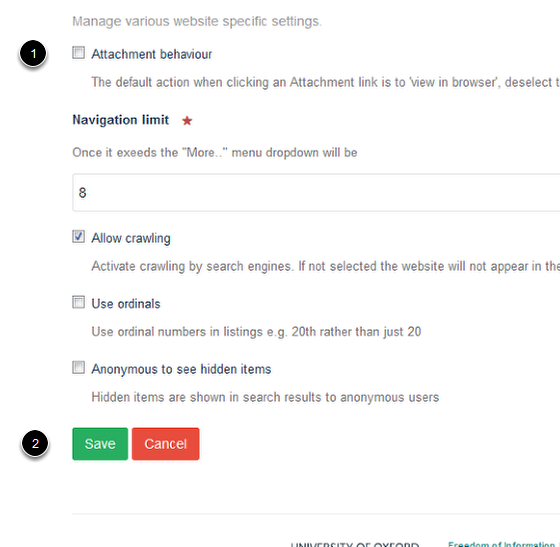 Manage various website specific settings.
1
Attachment behaviour
The default action when clicking an Attachment link is to 'view in browser', deselect t
Navigation limit ★
Once it exceeds the "More.." menu dropdown will be
8
Allow crawling
Activate crawling by search engines. If not selected the website will not appear in the
Use ordinals
Use ordinal numbers in listings e.g. 20th rather than just 20
Anonymous to see hidden items
Hidden items are shown in search results to anonymous users
2
Save Cancel
UNIVERSITY OF OXFORD Freedom of Information